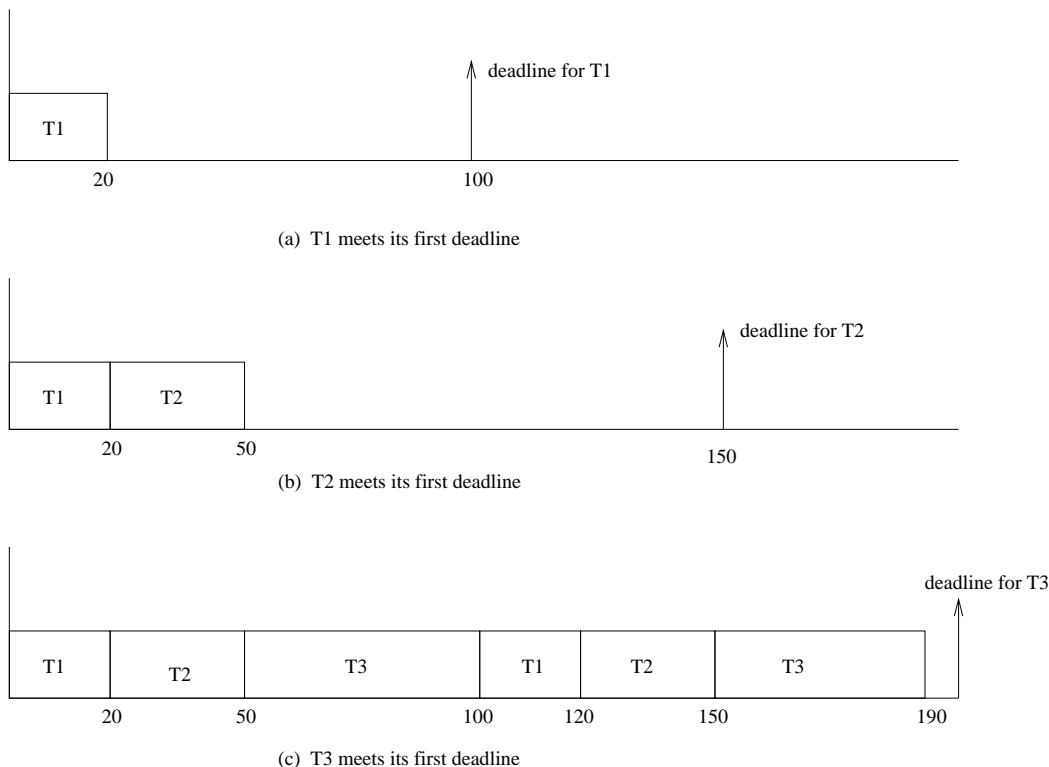 deadline for T1
T1
20
100
(a) T1 meets its first deadline
deadline for T2
T1 T2
20 50 150
(b) T2 meets its first deadline
deadline for T3
T1 T2 T3 T1 T2 T3
20 50 100 120 150 190
(c) T3 meets its first deadline